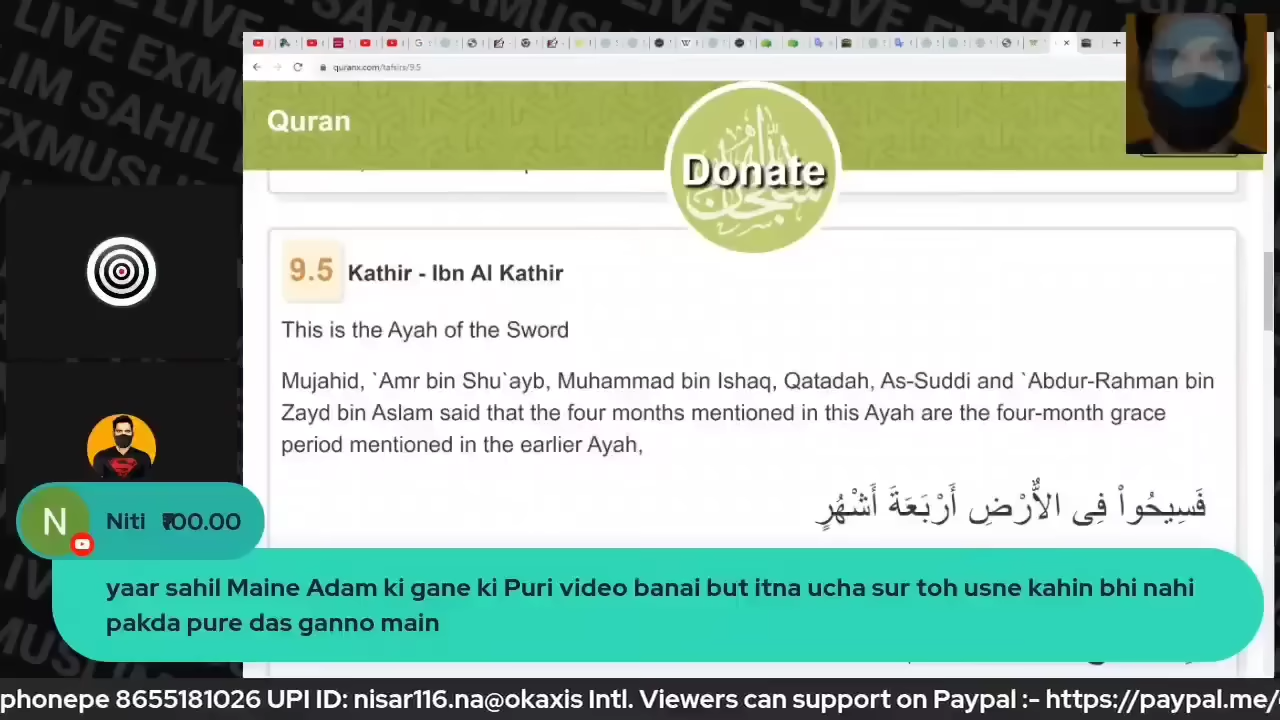 quranx.com/tafsirs/9.5
Quran
Donate
9.5 Kathir - Ibn Al Kathir
This is the Ayah of the Sword
Mujahid, `Amr bin Shu`ayb, Muhammad bin Ishaq, Qatadah, As-Suddi and `Abdur-Rahman bin
Zayd bin Aslam said that the four months mentioned in this Ayah are the four-month grace
period mentioned in the earlier Ayah,
فَسِيحُواْ فِى الاٌّرْضِ أَرْبَعَةَ أَشْهُرٍ
N Niti
yaar sahil Maine Adam ki gane ki Puri video banai but itna ucha sur toh usne kahin bhi nahi
pakda pure das ganno main
phonepe 8655181026 UPI ID: nisar116.na@okaxis Intl. Viewers can support on Paypal :- https://paypal.me/